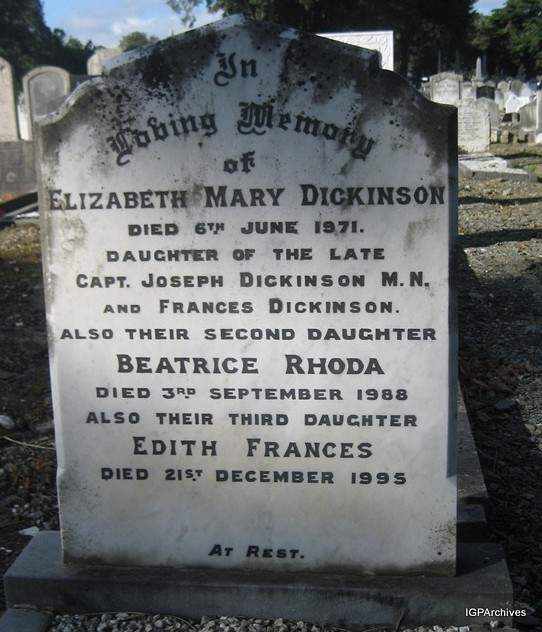 In
Loving Memory
of
ELIZABETH MARY DICKINSON
DIED 6TH JUNE 1971.
DAUGHTER OF THE LATE
CAPT. JOSEPH DICKINSON M.N.
AND FRANCES DICKINSON.
ALSO THEIR SECOND DAUGHTER
BEATRICE RHODA
DIED 3RD SEPTEMBER 1988
ALSO THEIR THIRD DAUGHTER
EDITH FRANCES
DIED 21ST DECEMBER 1995
AT REST.
IGPArchives